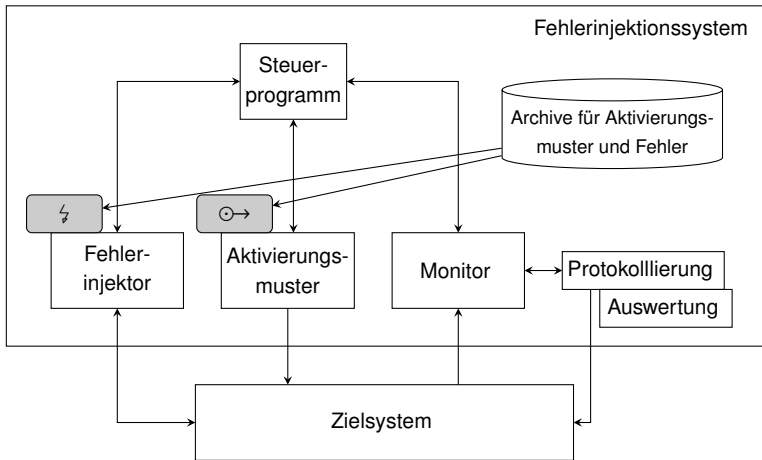 Fehlerinjektionssystem
Steuer-
programm
Archive für Aktivierungs-
muster und Fehler
Fehler-
injektor
Aktivierungs-
muster
Monitor
Protokolllierung
Auswertung
Zielsystem